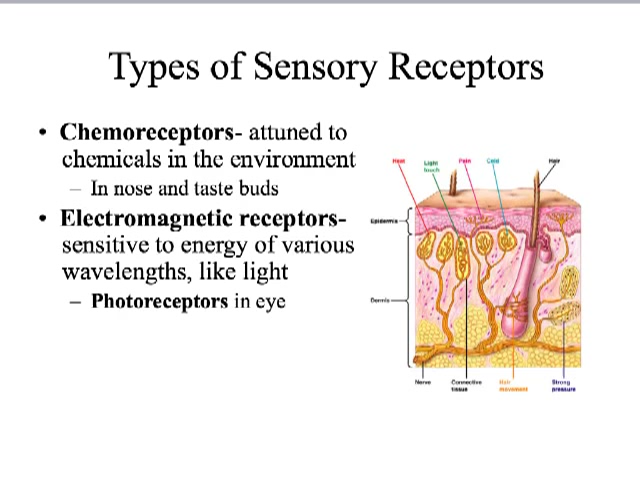 Types of Sensory Receptors
• Chemoreceptors- attuned to
chemicals in the environment
– In nose and taste buds
• Electromagnetic receptors-
sensitive to energy of various
wavelengths, like light
– Photoreceptors in eye
Heat
Light
touch
Pain
Cold
Hair
Epidermis
Dermis
Nerve
Connective
tissue
Hair
movement
Strong
pressure